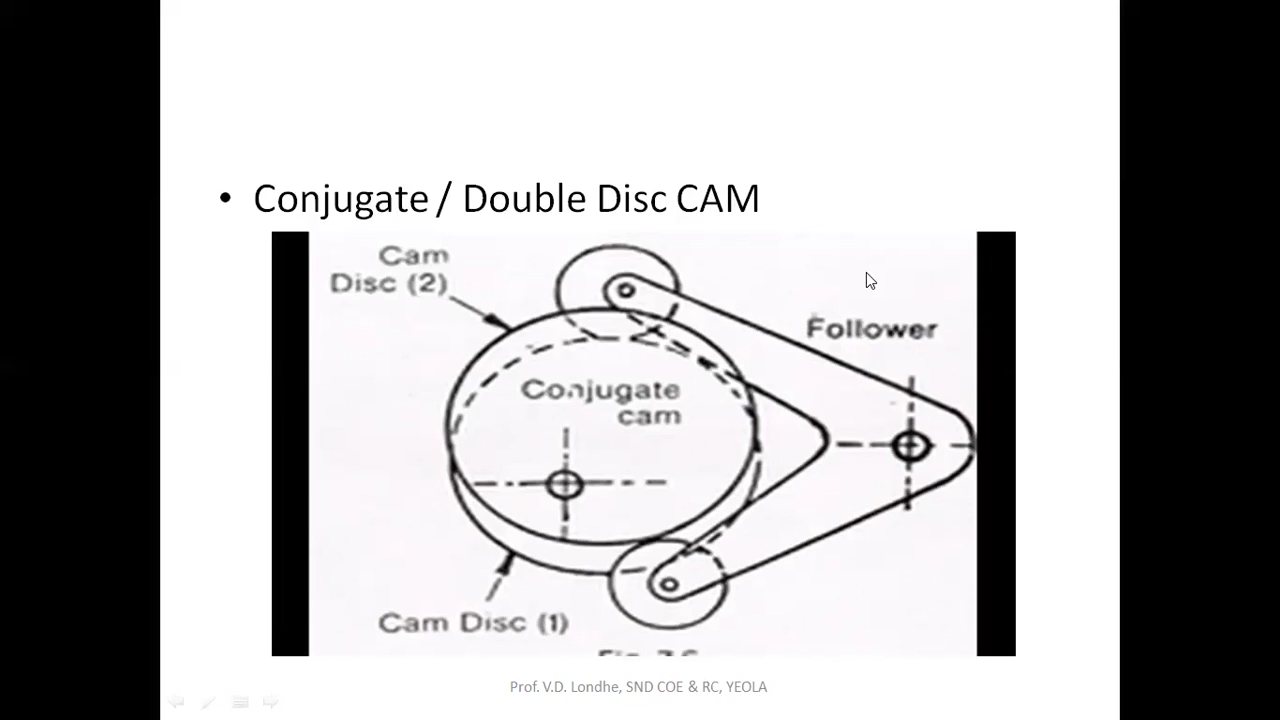 • Conjugate / Double Disc CAM
Cam
Disc (2)
Follower
Conjugate
cam
Cam Disc (1)
Prof. V.D. Londhe, SND COE & RC, YEOLA